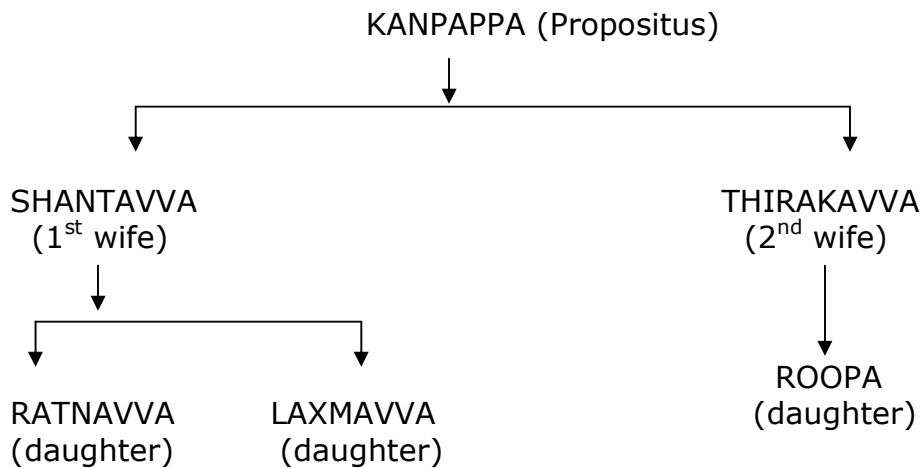 KANPAPPA (Propositus)
SHANTAVVA
(1st wife)
THIRAKAVVA
(2nd wife)
RATNAVVA
(daughter)
LAXMAVVA
(daughter)
ROOPA
(daughter)